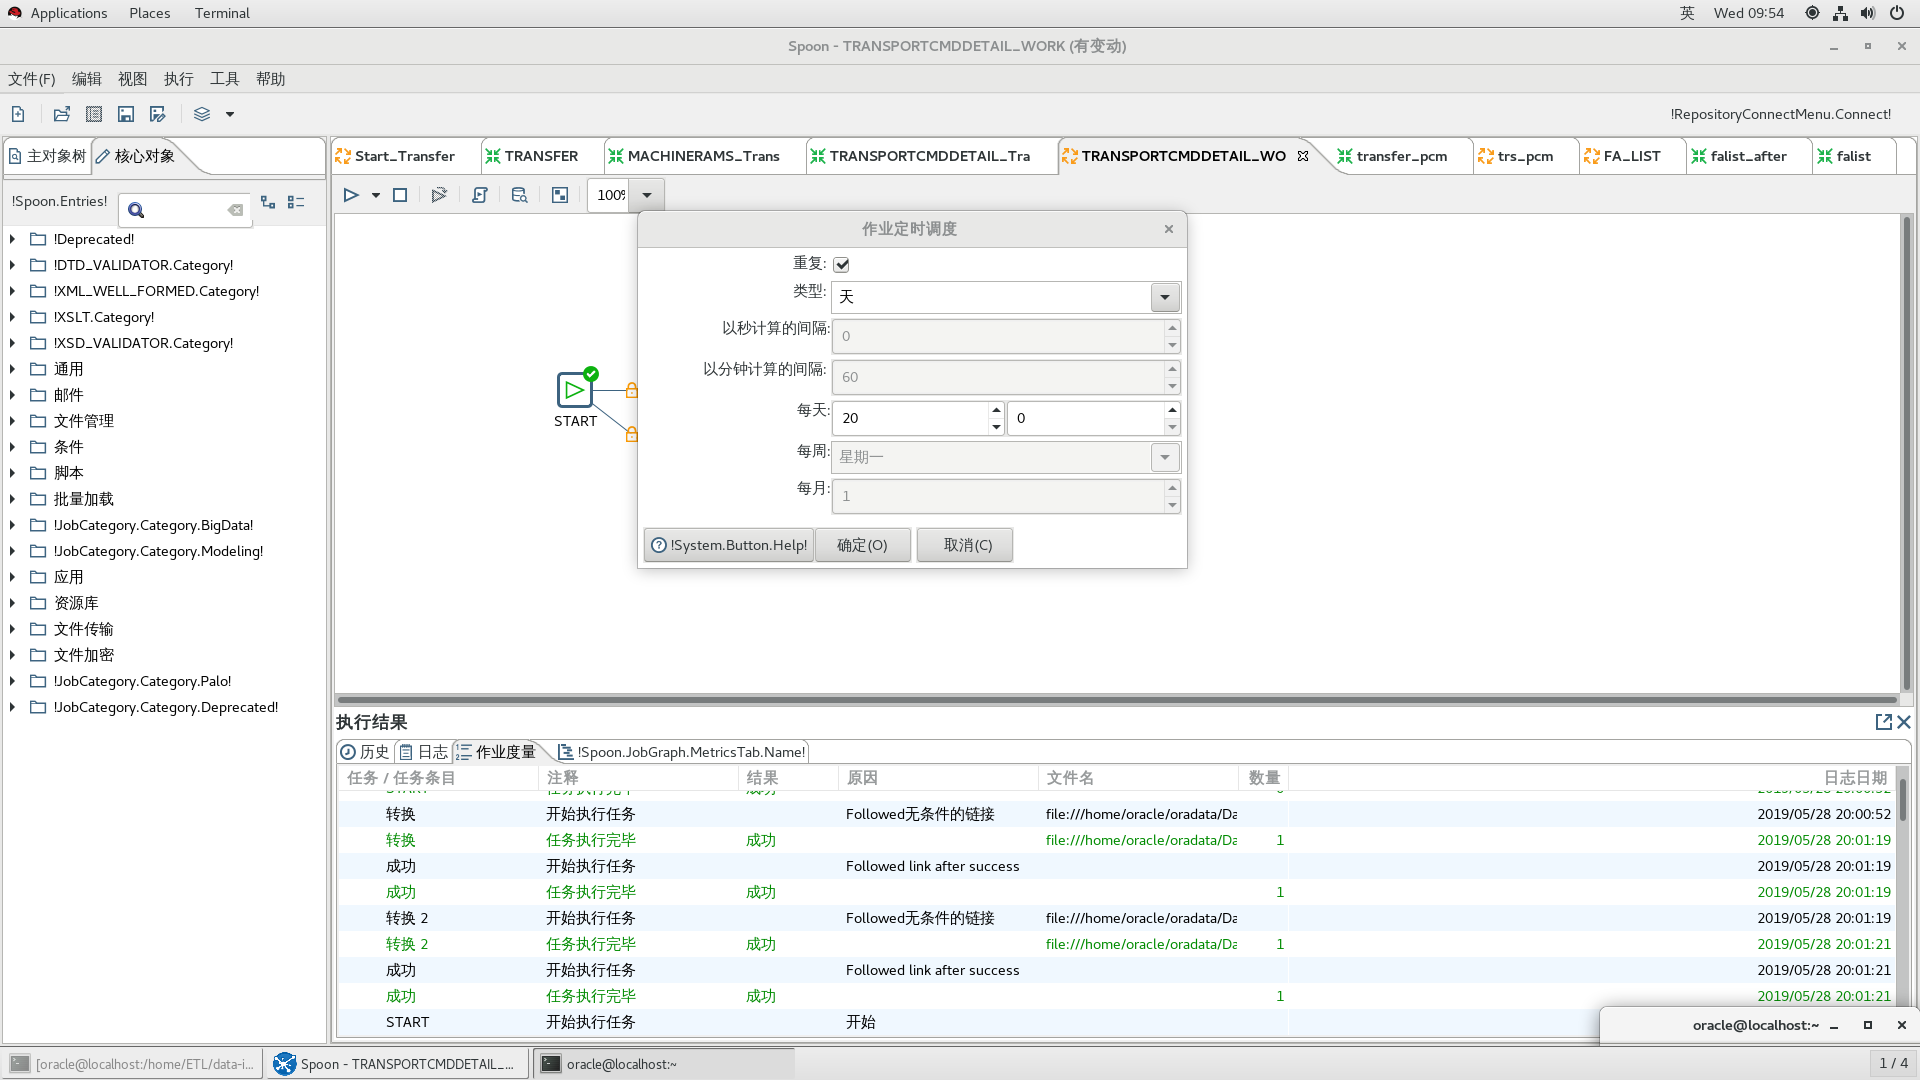 Applications Places Terminal 英 Wed 09:54
Spoon - TRANSPORTCMDDETAIL_WORK (有变动)
文件(F) 编辑 视图 执行 工具 帮助
!RepositoryConnectMenu.Connect!
主对象树 核心对象
Start_Transfer TRANSFER MACHINERAMS_Trans TRANSPORTCMDDETAIL_Tra TRANSPORTCMDDETAIL_WO transfer_pcm trs_pcm FA_LIST falist_after falist
!Spoon.Entries!
100%
!Deprecated!
!DTD_VALIDATOR.Category!
!XML_WELL_FORMED.Category!
!XSLT.Category!
!XSD_VALIDATOR.Category!
通用
邮件
文件管理
条件
脚本
批量加载
!JobCategory.Category.BigData!
!JobCategory.Category.Modeling!
应用
资源库
文件传输
文件加密
!JobCategory.Category.Palo!
!JobCategory.Category.Deprecated!
START
作业定时调度
重复:
类型: 天
以秒计算的间隔: 0
以分钟计算的间隔: 60
每天: 20 0
每周: 星期一
每月: 1
!System.Button.Help! 确定(O) 取消(C)
执行结果
历史 日志 作业度量 !Spoon.JobGraph.MetricsTab.Name!
任务 / 任务条目 注释 结果 原因 文件名 数量 日志日期
START 任务执行完毕 成功 0 2019/05/28 20:00:52
转换 开始执行任务 Followed无条件的链接 file:///home/oracle/oradata/Da 2019/05/28 20:00:52
转换 任务执行完毕 成功 file:///home/oracle/oradata/Da 1 2019/05/28 20:01:19
成功 开始执行任务 Followed link after success 2019/05/28 20:01:19
成功 任务执行完毕 成功 1 2019/05/28 20:01:19
转换 2 开始执行任务 Followed无条件的链接 file:///home/oracle/oradata/Da 2019/05/28 20:01:19
转换 2 任务执行完毕 成功 file:///home/oracle/oradata/Da 1 2019/05/28 20:01:21
成功 开始执行任务 Followed link after success 2019/05/28 20:01:21
成功 任务执行完毕 成功 1 2019/05/28 20:01:21
START 开始执行任务 开始
oracle@localhost:~
[oracle@localhost:/home/ETL/data-i... Spoon - TRANSPORTCMDDETAIL_... oracle@localhost:~ 1 / 4